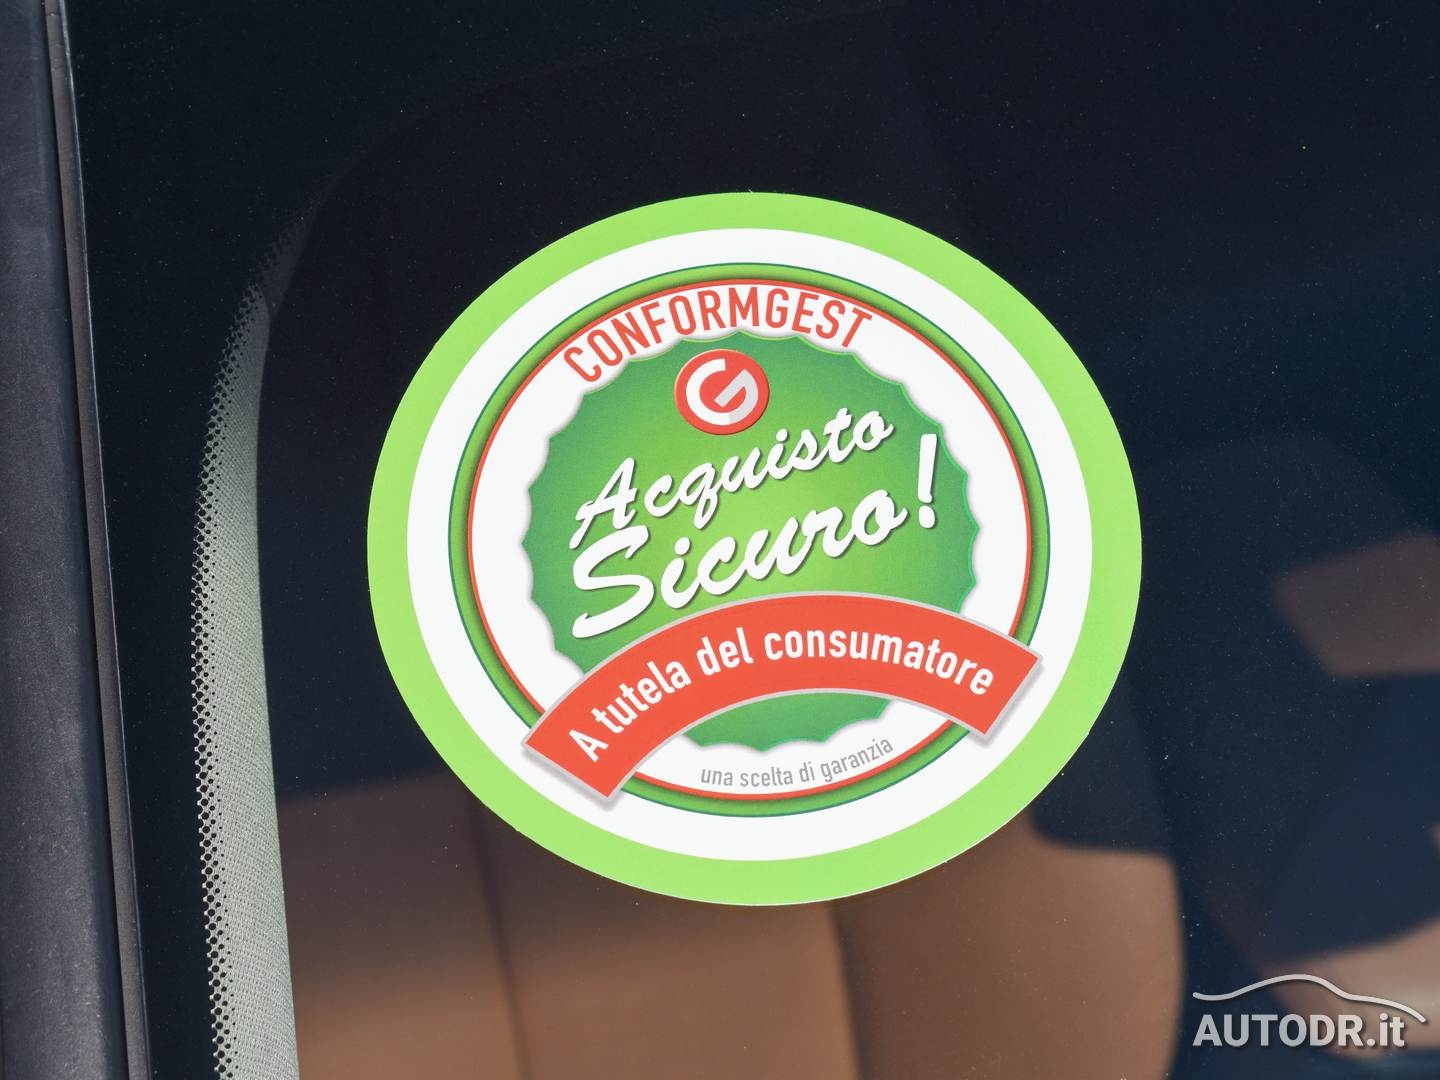 CONFORMGEST
Acquisto
Sicuro!
A tutela del consumatore
una scelta di garanzia
AUTODR.it